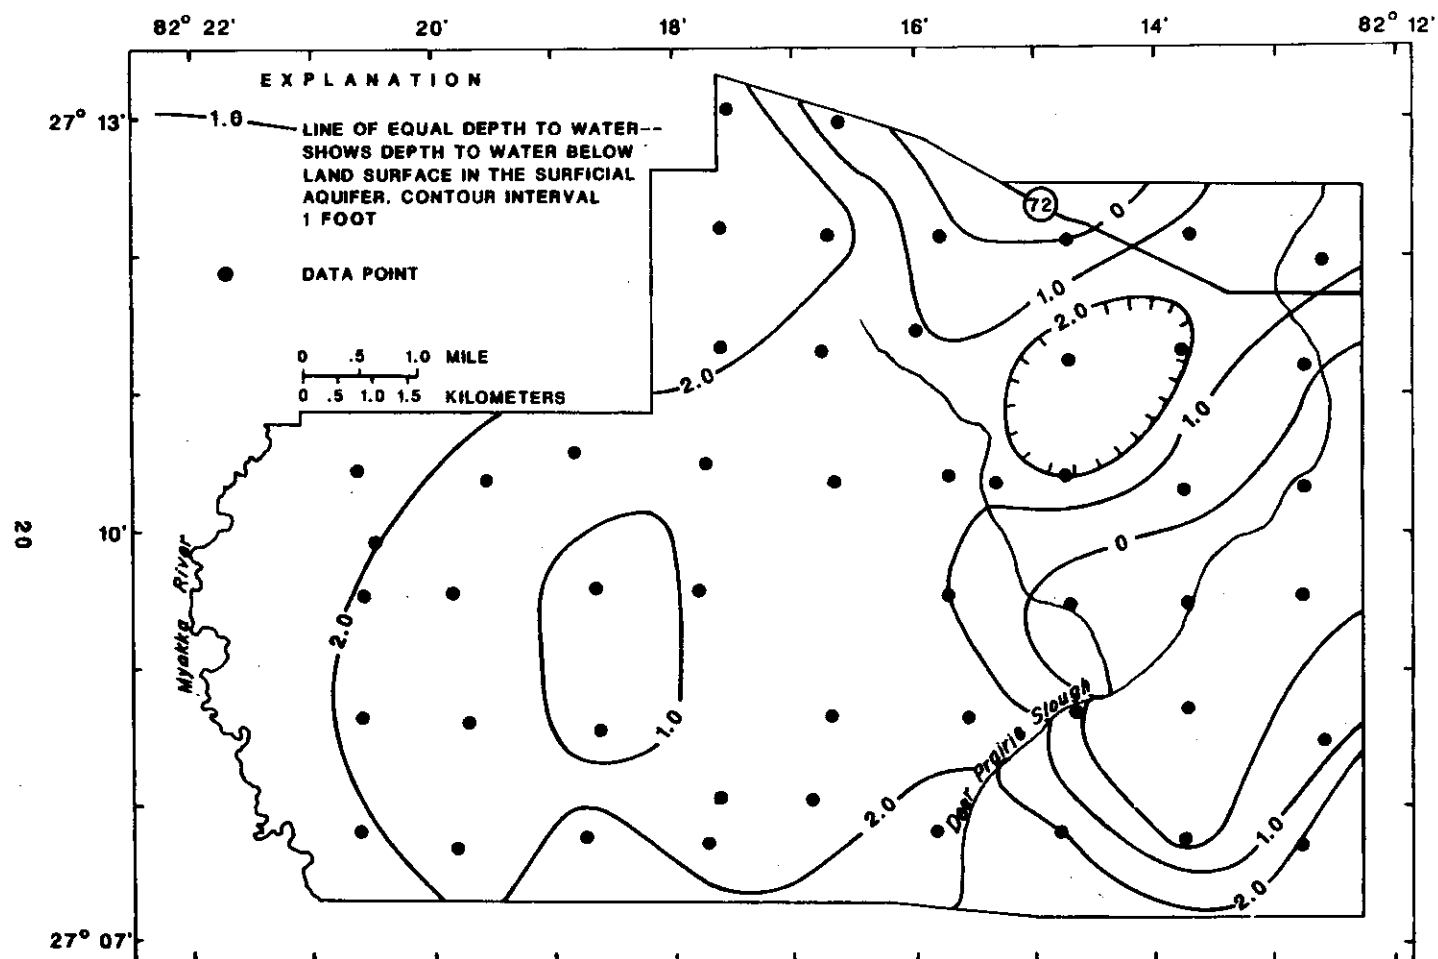 82° 22' 20' 18' 16' 14' 82° 12'
EXPLANATION
27° 13'
1.0
LINE OF EQUAL DEPTH TO WATER--
SHOWS DEPTH TO WATER BELOW
LAND SURFACE IN THE SURFICIAL
AQUIFER. CONTOUR INTERVAL
1 FOOT
DATA POINT
72
0
1.0
2.0
0 .5 1.0 MILE
0 .5 1.0 1.5 KILOMETERS
2.0
1.0
20
10'
0
Myakka River
2.0
1.0
Deer Prairie Slough
2.0
1.0
2.0
27° 07'